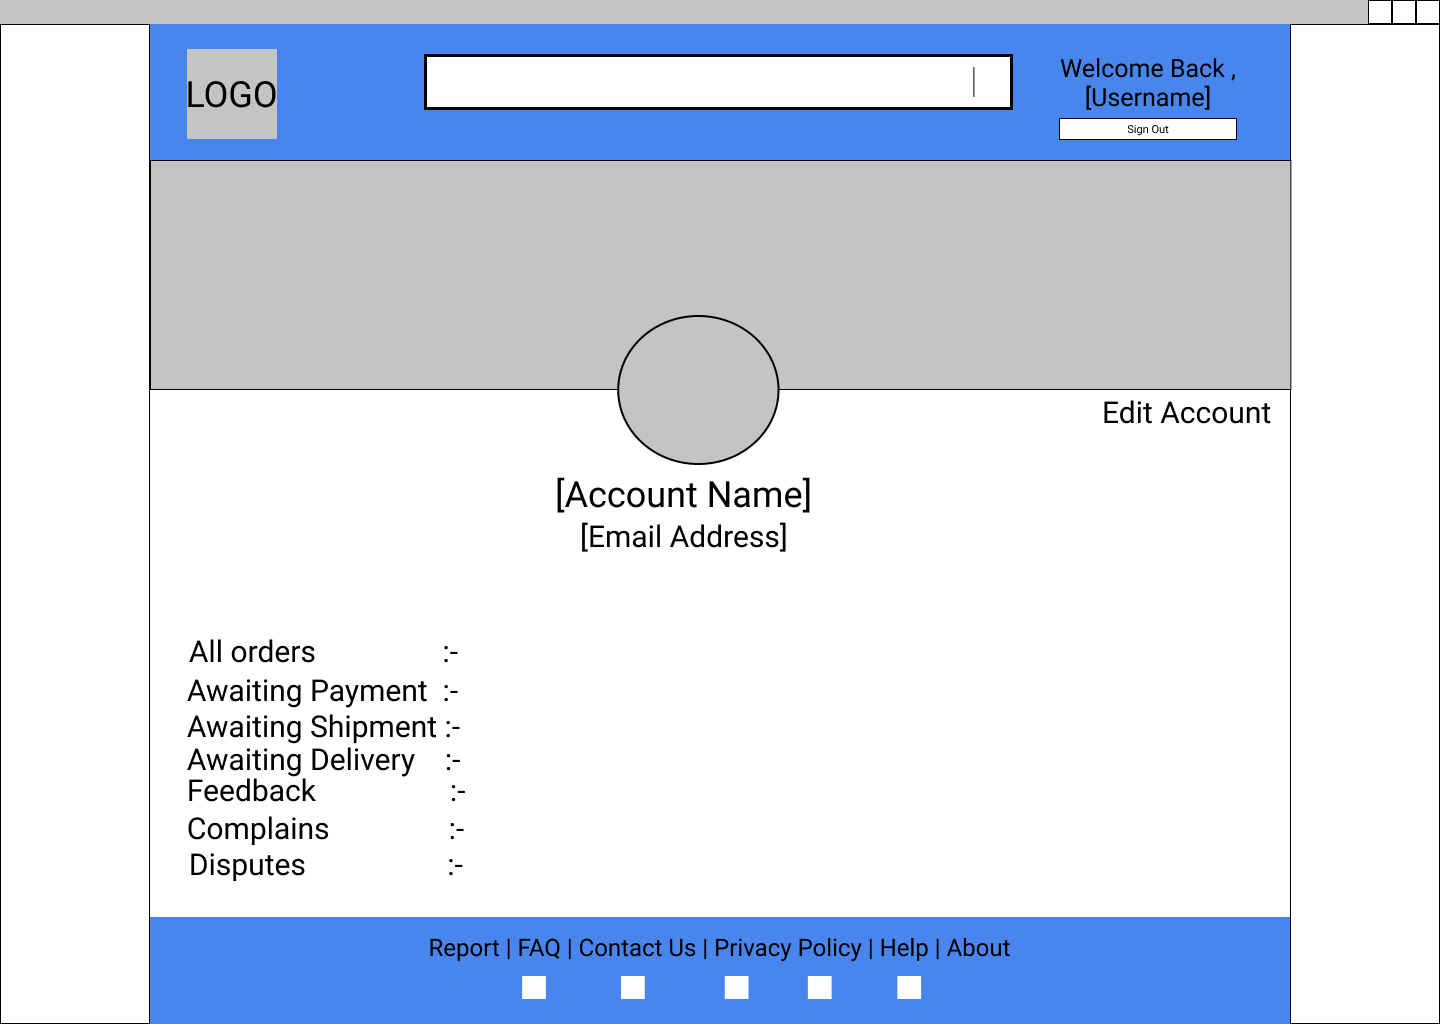 LOGO
Welcome Back ,
[Username]
Sign Out
Edit Account
[Account Name]
[Email Address]
All orders :-
Awaiting Payment :-
Awaiting Shipment :-
Awaiting Delivery :-
Feedback :-
Complains :-
Disputes :-
Report | FAQ | Contact Us | Privacy Policy | Help | About